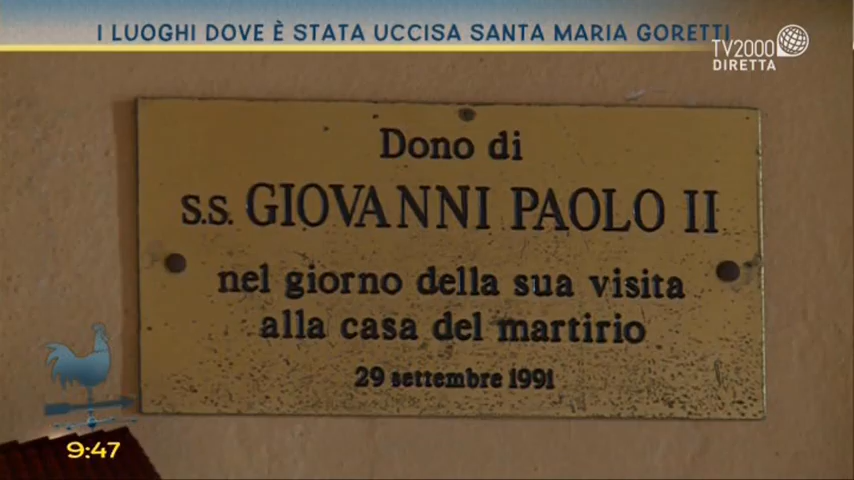 I LUOGHI DOVE È STATA UCCISA SANTA MARIA GORETTI
TV2000
DIRETTA
Dono di
S.S. GIOVANNI PAOLO II
nel giorno della sua visita
alla casa del martirio
29 settembre 1991
9:47